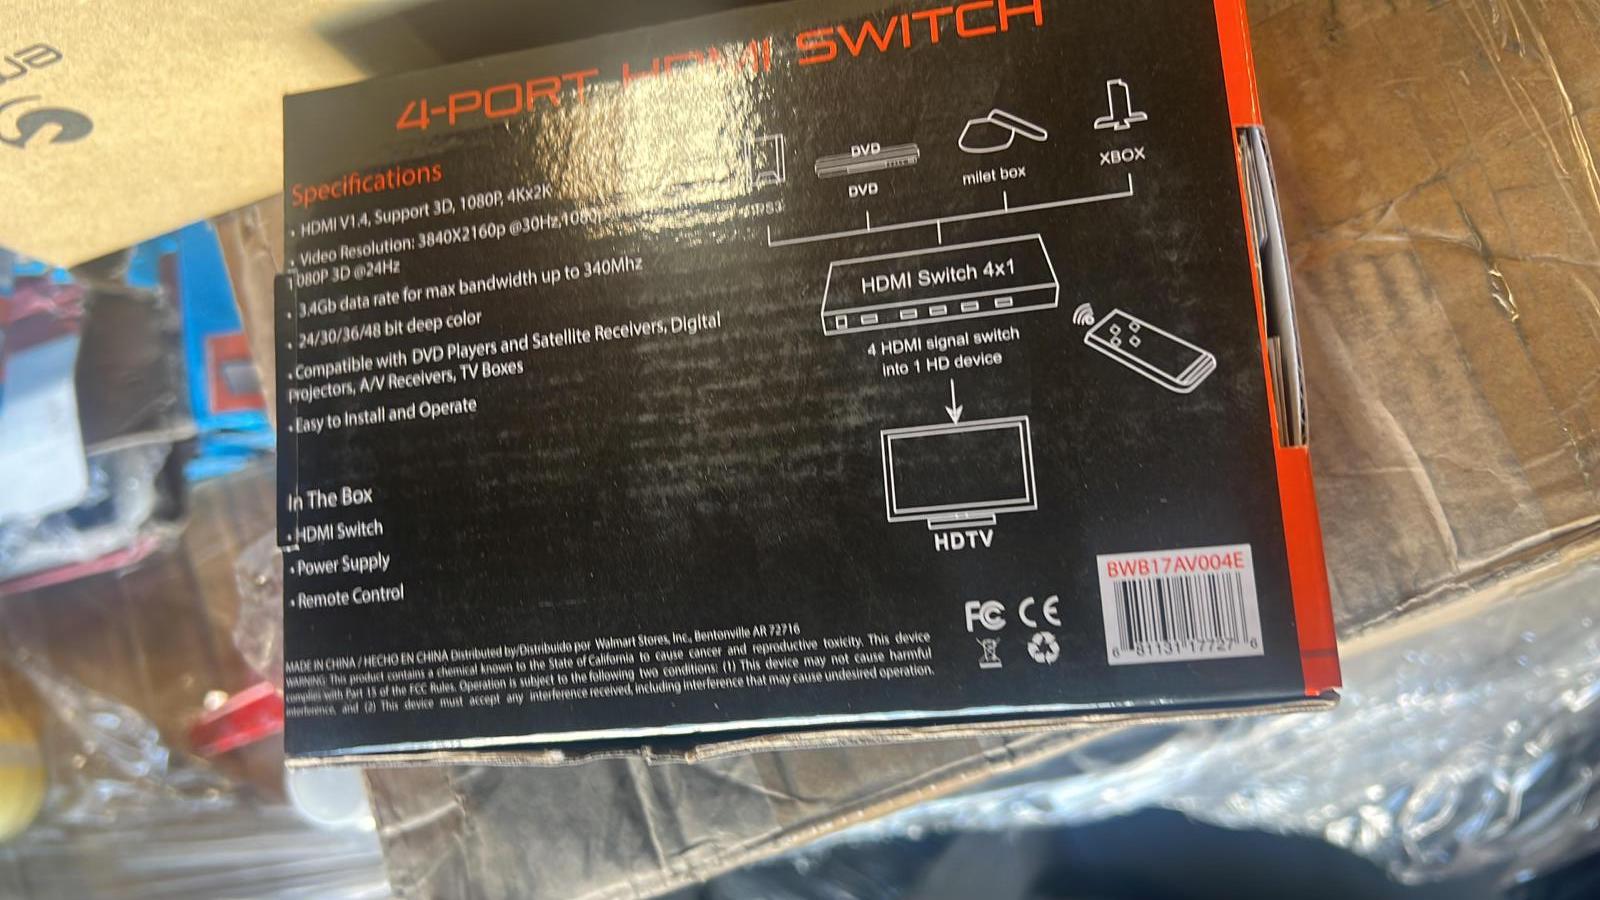 4-PORT HDMI SWITCH
Specifications
• HDMI V1.4, Support 3D, 1080P, 4Kx2K
• Video Resolution: 3840X2160p @30Hz,1080p
1080P 3D @24Hz
• 3.4Gb data rate for max bandwidth up to 340Mhz
• 24/30/36/48 bit deep color
• Compatible with DVD Players and Satellite Receivers, Digital
Projectors, A/V Receivers, TV Boxes
• Easy to Install and Operate
In The Box
• HDMI Switch
• Power Supply
• Remote Control
PS3
DVD
DVD
milet box
XBOX
HDMI Switch 4x1
4 HDMI signal switch
into 1 HD device
HDTV
BWB17AV004E
6 81131 17727 6
FC CE
MADE IN CHINA / HECHO EN CHINA Distributed by/Distribuido por Walmart Stores, Inc., Bentonville AR 72716
WARNING: This product contains a chemical known to the State of California to cause cancer and reproductive toxicity. This device
complies with Part 15 of the FCC Rules. Operation is subject to the following two conditions: (1) This device may not cause harmful
interference, and (2) This device must accept any interference received, including interference that may cause undesired operation.